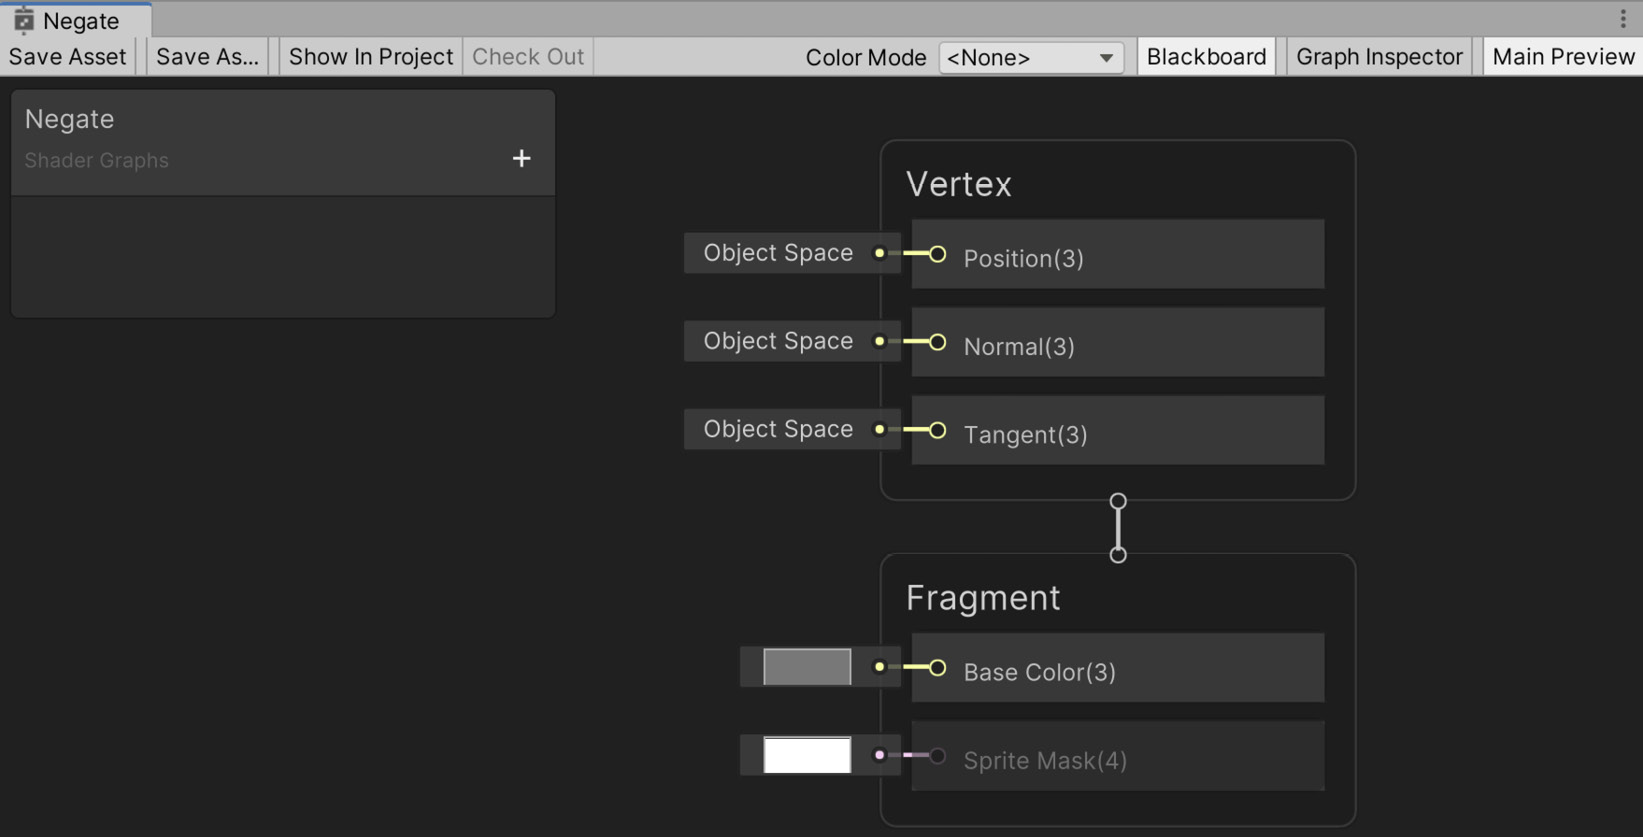 Negate
Save Asset Save As... Show In Project Check Out Color Mode <None> Blackboard Graph Inspector Main Preview
Negate
Shader Graphs +
Vertex
Object Space Position(3)
Object Space Normal(3)
Object Space Tangent(3)
Fragment
Base Color(3)
Sprite Mask(4)